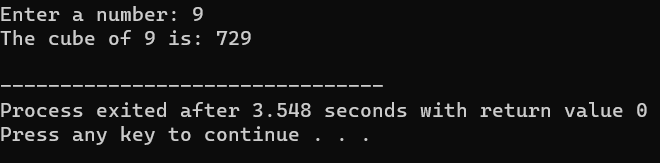 Enter a number: 9
The cube of 9 is: 729
--------------------------------
Process exited after 3.548 seconds with return value 0
Press any key to continue . . .